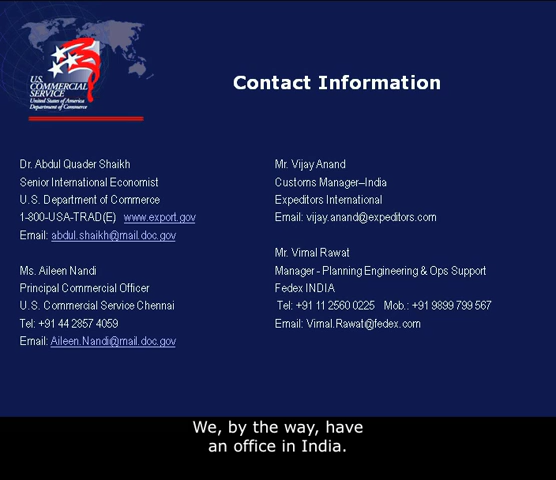 U.S.
COMMERCIAL
SERVICE
United States of America
Department of Commerce
Contact Information
Dr. Abdul Quader Shaikh
Senior International Economist
U.S. Department of Commerce
1-800-USA-TRAD(E) www.export.gov
Email: abdul.shaikh@mail.doc.gov
Ms. Aileen Nandi
Principal Commercial Officer
U.S. Commercial Service Chennai
Tel: +91 44 2857 4059
Email: Aileen.Nandi@mail.doc.gov
Mr. Vijay Anand
Customs Manager–India
Expeditors International
Email: vijay.anand@expeditors.com
Mr. Vimal Rawat
Manager - Planning Engineering & Ops Support
Fedex INDIA
Tel: +91 11 2560 0225 Mob.: +91 9899 799 567
Email: Vimal.Rawat@fedex.com
We, by the way, have
an office in India.